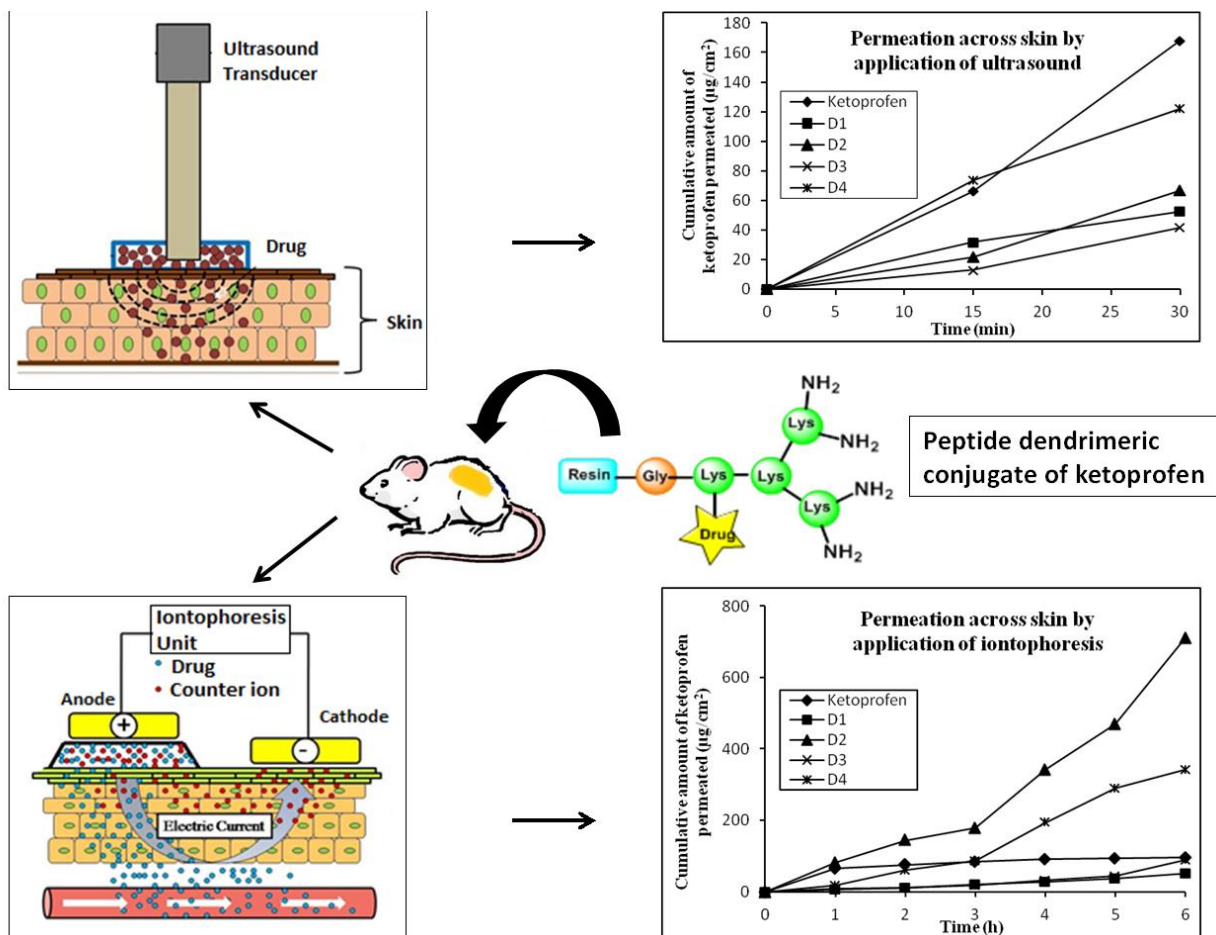 Ultrasound
Transducer
Drug
Skin
Permeation across skin by
application of ultrasound
Cumulative amount of
ketoprofen permeated (µg/cm²)
180
160
140
120
100
80
60
40
20
0
Ketoprofen
D1
D2
D3
D4
0 5 10 15 20 25 30
Time (min)
NH₂
Lys
NH₂
Resin Gly Lys Lys
NH₂
Lys
Drug
NH₂
Peptide dendrimeric
conjugate of ketoprofen
Iontophoresis
Unit
Drug
Counter ion
Anode
+
Cathode
-
Electric Current
Permeation across skin by
application of iontophoresis
Cumulative amount of ketoprofen
permeated (µg/cm²)
800
600
400
200
0
Ketoprofen
D1
D2
D3
D4
0 1 2 3 4 5 6
Time (h)